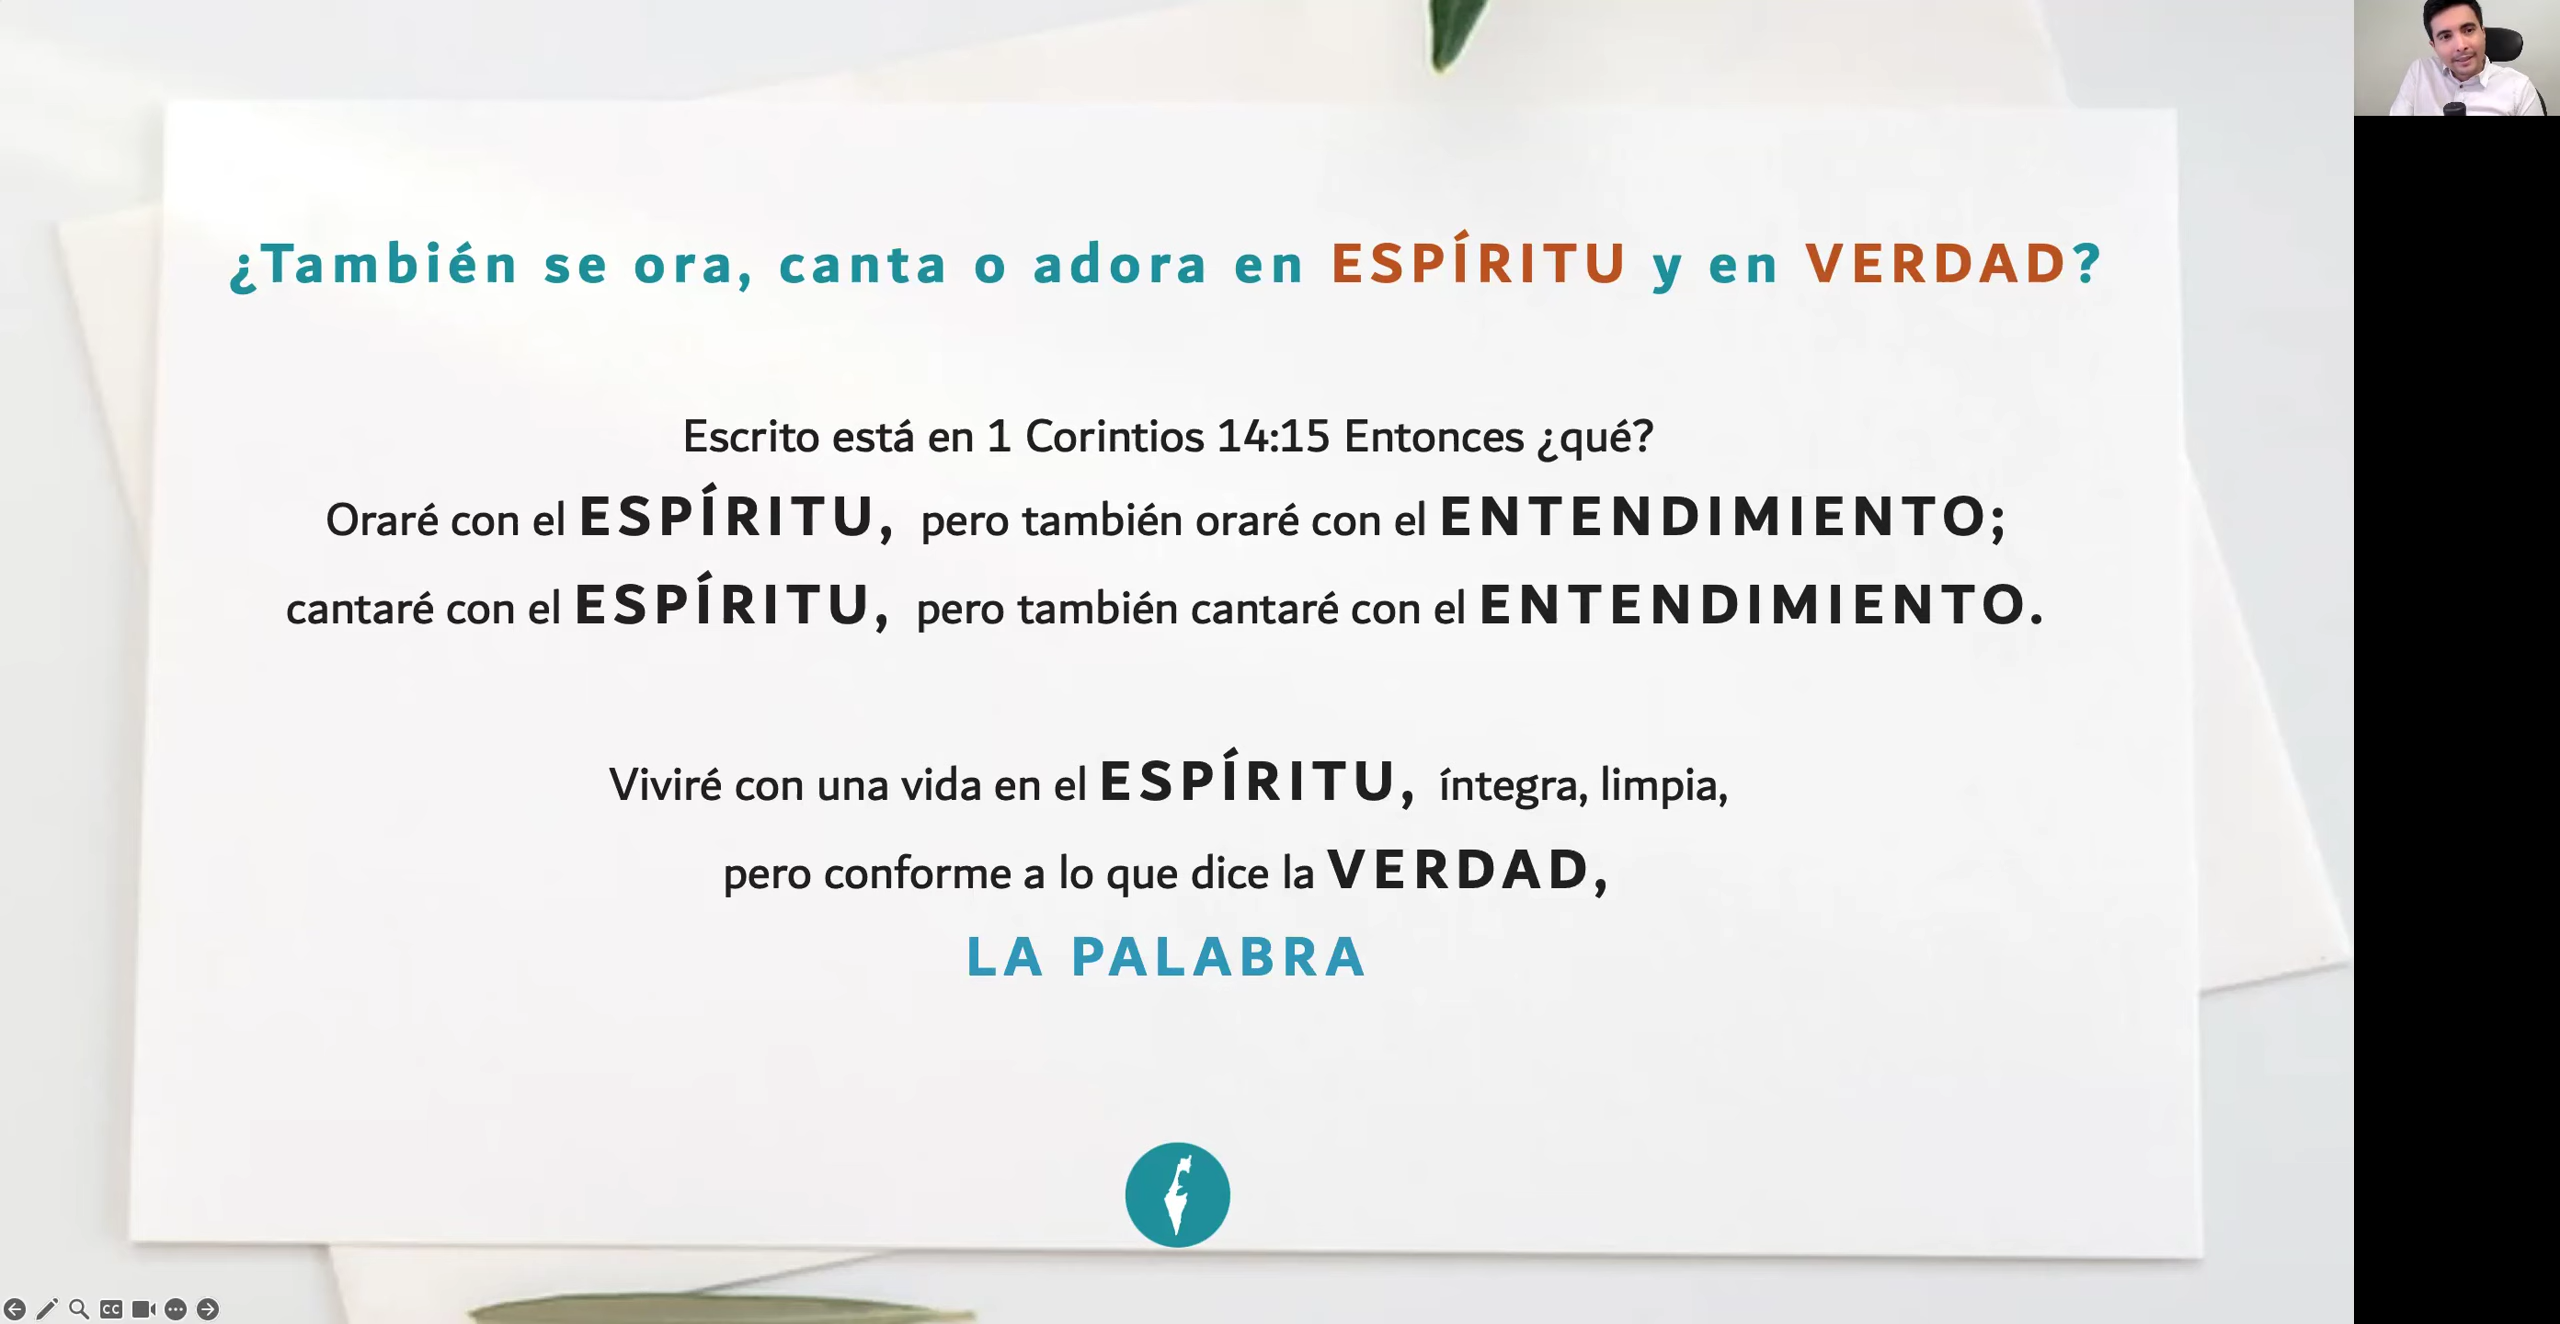 ¿También se ora, canta o adora en ESPÍRITU y en VERDAD?
Escrito está en 1 Corintios 14:15 Entonces ¿qué?
Oraré con el ESPÍRITU, pero también oraré con el ENTENDIMIENTO;
cantaré con el ESPÍRITU, pero también cantaré con el ENTENDIMIENTO.
Viviré con una vida en el ESPÍRITU, íntegra, limpia,
pero conforme a lo que dice la VERDAD,
LA PALABRA
CC